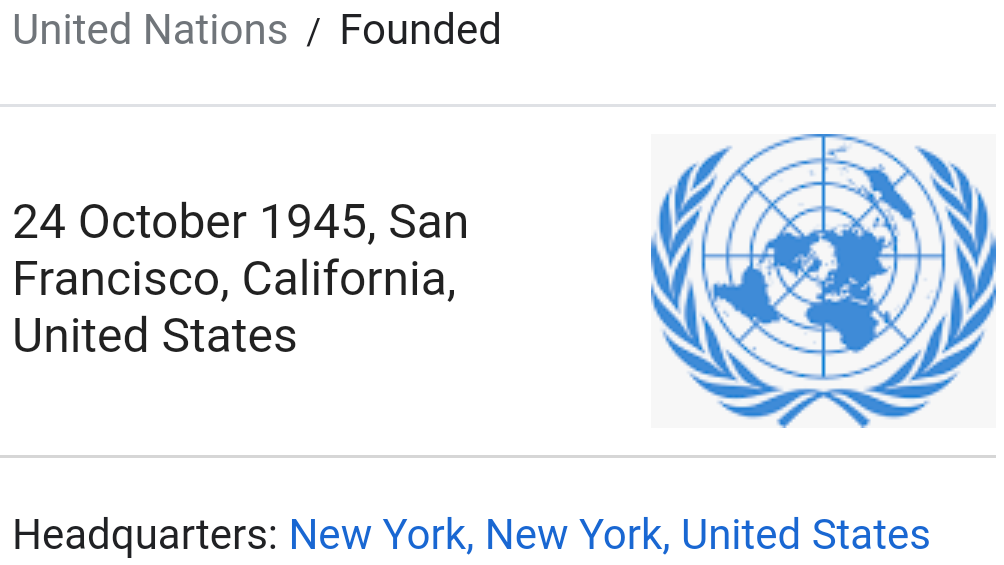 United Nations / Founded
24 October 1945, San
Francisco, California,
United States
Headquarters: New York, New York, United States